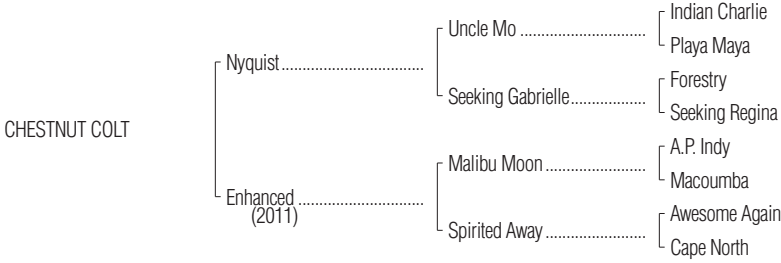 Indian Charlie
Uncle Mo ..............................
Playa Maya
Nyquist ..................................
Forestry
Seeking Gabrielle ..................
Seeking Regina
CHESTNUT COLT
A.P. Indy
Malibu Moon ........................
Macoumba
Enhanced ..............................
(2011)
Awesome Again
Spirited Away ........................
Cape North